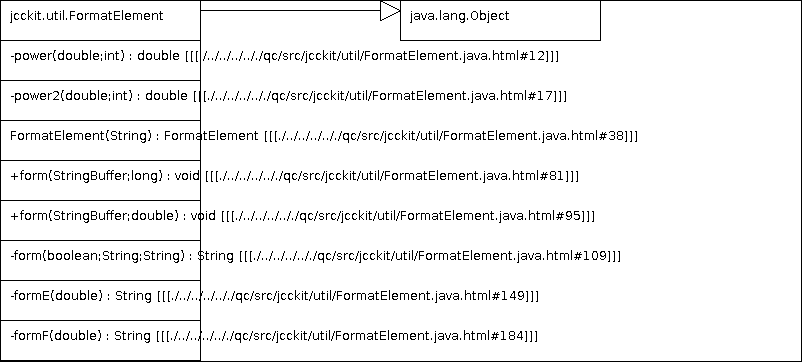 jcckit.util.FormatElement
java.lang.Object
-power(double;int) : double [[[./../../../../../qc/src/jcckit/util/FormatElement.java.html#12]]]
-power2(double;int) : double [[[./../../../../../qc/src/jcckit/util/FormatElement.java.html#17]]]
FormatElement(String) : FormatElement [[[./../../../../../qc/src/jcckit/util/FormatElement.java.html#38]]]
+form(StringBuffer;long) : void [[[./../../../../../qc/src/jcckit/util/FormatElement.java.html#81]]]
+form(StringBuffer;double) : void [[[./../../../../../qc/src/jcckit/util/FormatElement.java.html#95]]]
-form(boolean;String;String) : String [[[./../../../../../qc/src/jcckit/util/FormatElement.java.html#109]]]
-formE(double) : String [[[./../../../../../qc/src/jcckit/util/FormatElement.java.html#149]]]
-formF(double) : String [[[./../../../../../qc/src/jcckit/util/FormatElement.java.html#184]]]